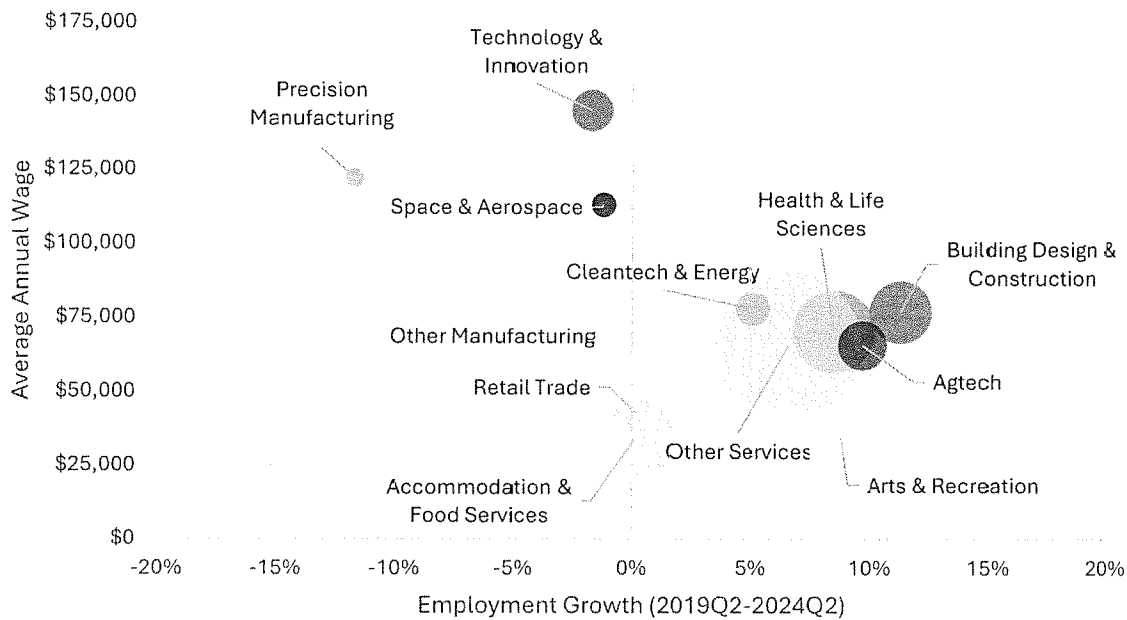 $175,000
Technology &
Innovation
$150,000
Precision
Manufacturing
$125,000
Space & Aerospace
Health & Life
Sciences
$100,000
Building Design &
Construction
Cleantech & Energy
$75,000
Other Manufacturing
Retail Trade
Agtech
$50,000
Other Services
$25,000
Accommodation &
Food Services
Arts & Recreation
$0
Average Annual Wage
-20%
-15%
-10%
-5%
0%
5%
10%
15%
20%
Employment Growth (2019Q2-2024Q2)